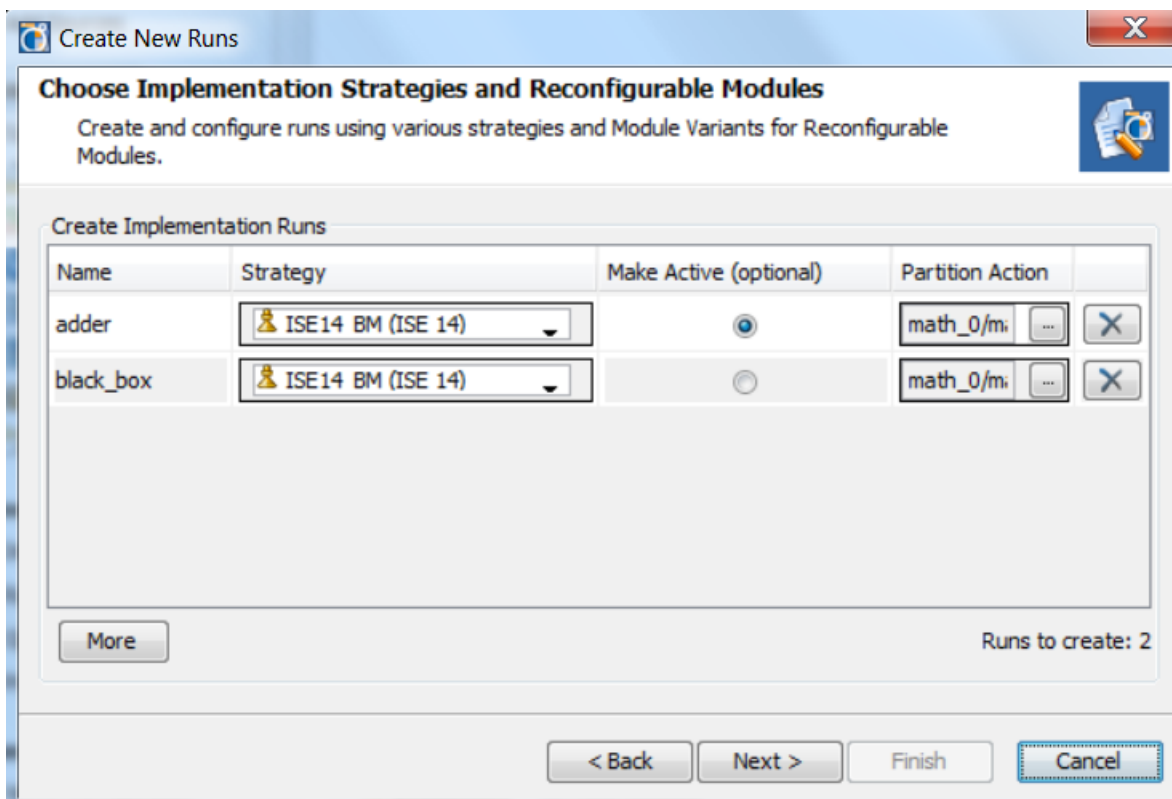 Create New Runs
X
Choose Implementation Strategies and Reconfigurable Modules
Create and configure runs using various strategies and Module Variants for Reconfigurable
Modules.
Create Implementation Runs
Name Strategy Make Active (optional) Partition Action
adder ISE14 BM (ISE 14) math_0/ma ...
black_box ISE14 BM (ISE 14) math_0/ma ...
More Runs to create: 2
< Back Next > Finish Cancel